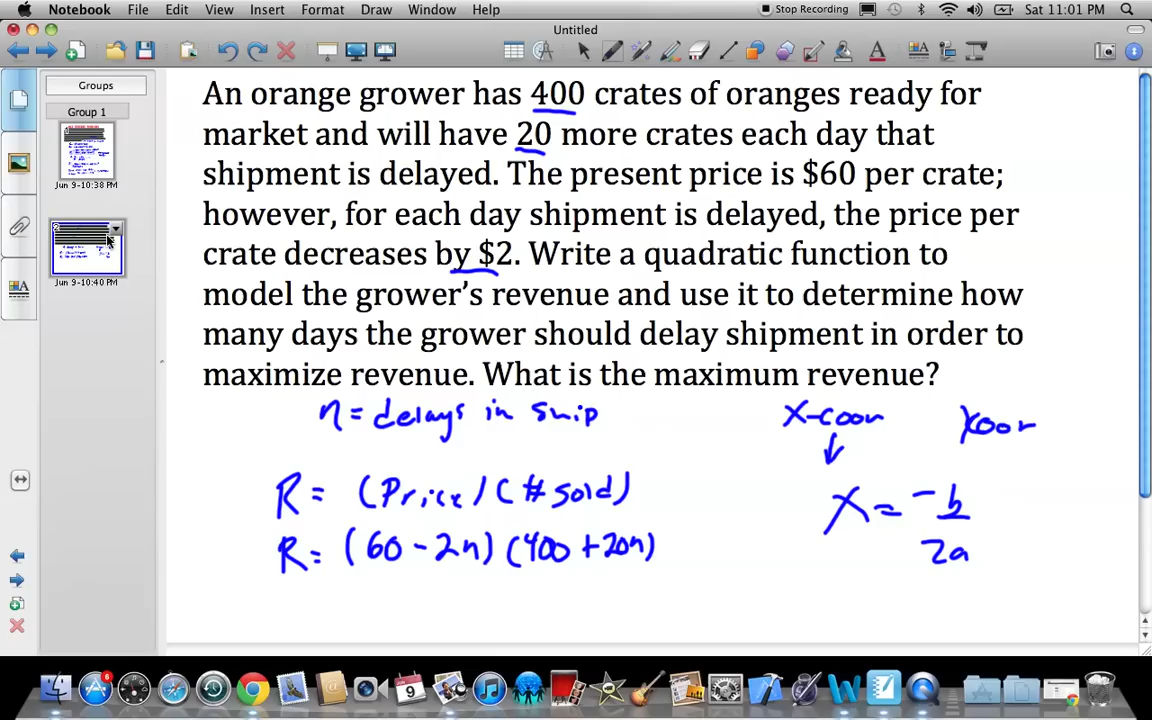 Notebook File Edit View Insert Format Draw Window Help Stop Recording Sat 11:01 PM
Untitled
Groups
Group 1
Jun 9-10:38 PM
Jun 9-10:40 PM
An orange grower has 400 crates of oranges ready for
market and will have 20 more crates each day that
shipment is delayed. The present price is $60 per crate;
however, for each day shipment is delayed, the price per
crate decreases by $2. Write a quadratic function to
model the grower's revenue and use it to determine how
many days the grower should delay shipment in order to
maximize revenue. What is the maximum revenue?
n = delays in ship
X-coor
R = (Price)(# sold)
X = -b
2a
R = (60 - 2n)(400 + 20n)